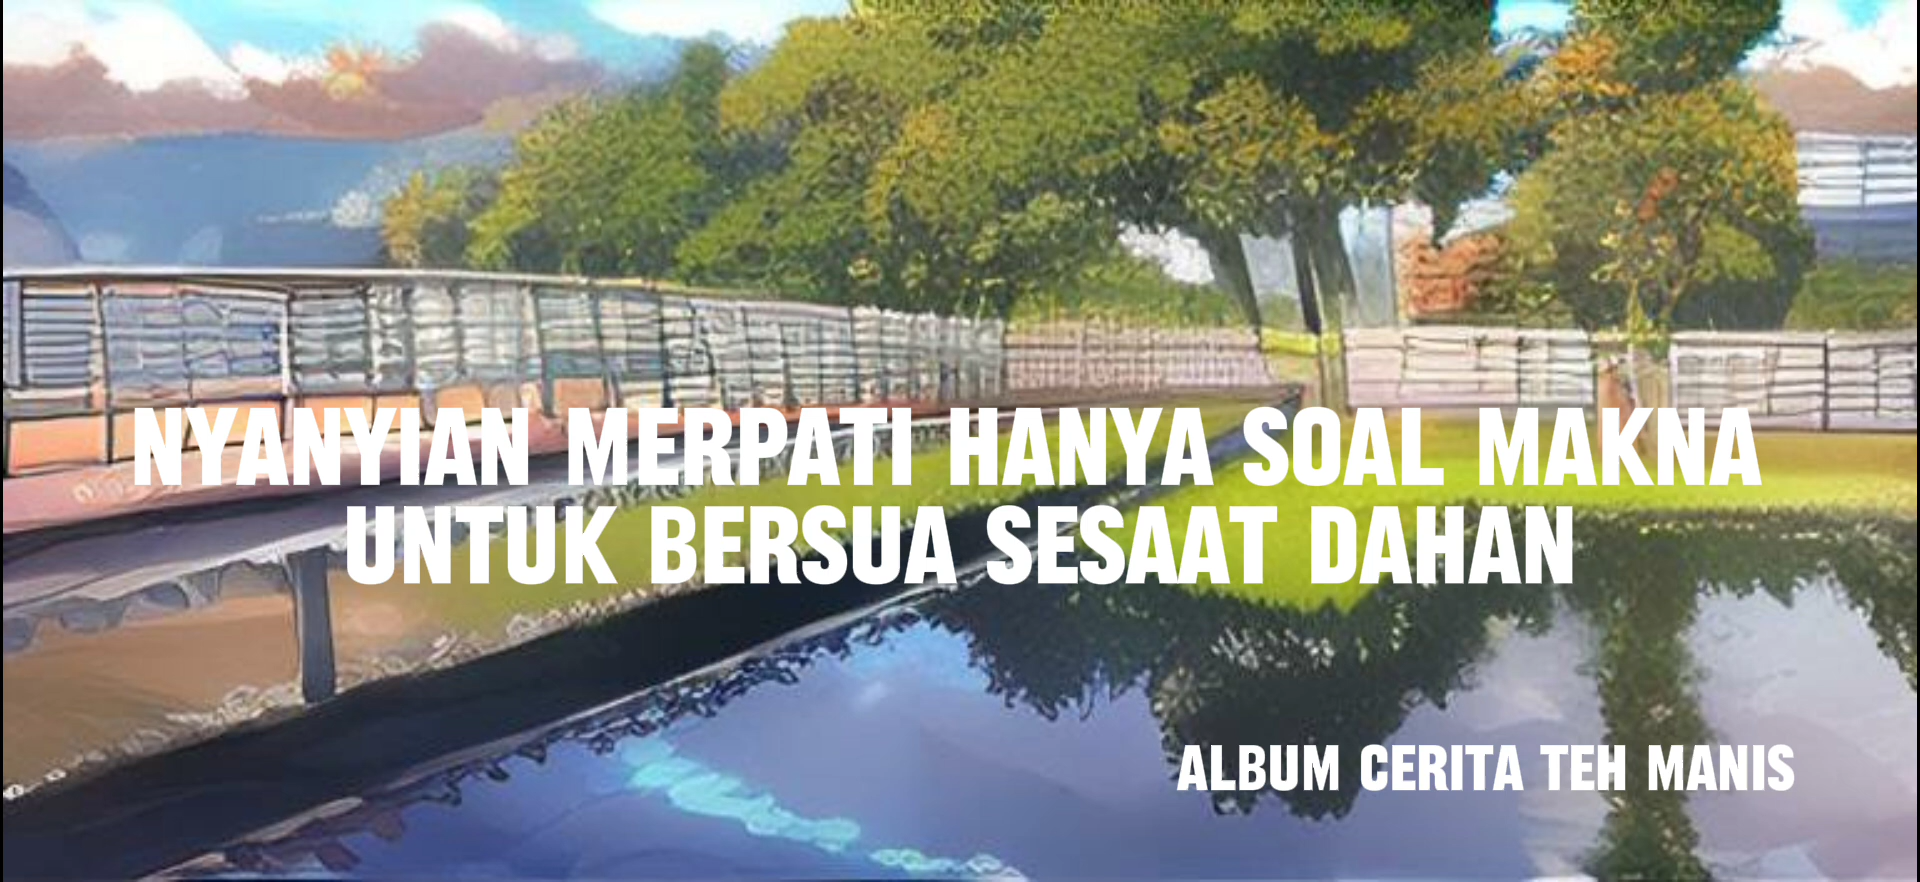 NYANYIAN MERPATI HANYA SOAL MAKNA
UNTUK BERSUA SESAAT DAHAN
ALBUM CERITA TEH MANIS